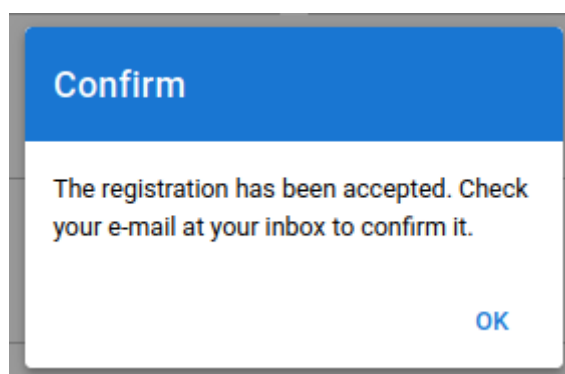 Confirm
The registration has been accepted. Check
your e-mail at your inbox to confirm it.
OK